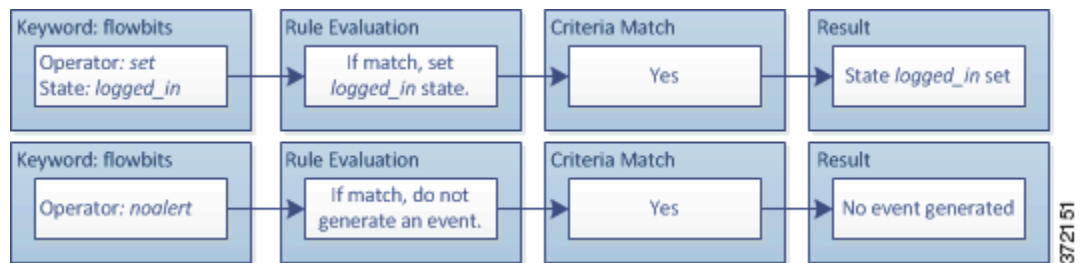 Keyword: flowbits
Operator: set
State: logged_in
Rule Evaluation
If match, set
logged_in state.
Criteria Match
Yes
Result
State logged_in set
Keyword: flowbits
Operator: noalert
Rule Evaluation
If match, do not
generate an event.
Criteria Match
Yes
Result
No event generated
372151